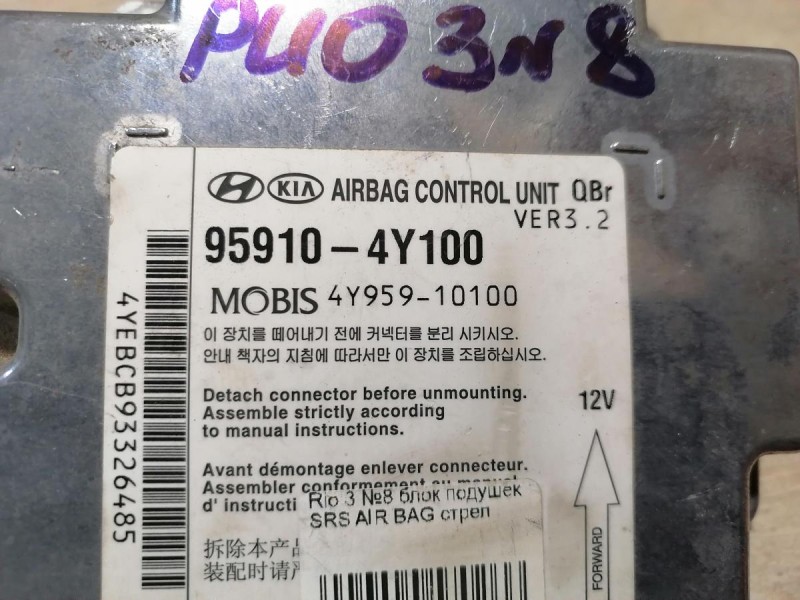 РИО 3 N 8
HYUNDAI KIA AIRBAG CONTROL UNIT QBr
VER3.2
95910-4Y100
MOBIS 4Y959-10100
이 장치를 떼어내기 전에 커넥터를 분리 시키시오.
안내 책자의 지침에 따라서만 이 장치를 조립하십시오.
Detach connector before unmounting.
Assemble strictly according
to manual instructions.
12V
Avant démontage enlever connecteur.
Assembler conformement au manuel
d' instructi
Rio 3 №8 блок подушек
SRS AIR BAG стреп
拆除本产品
装配时请严
FORWARD
4YEBCB93326485